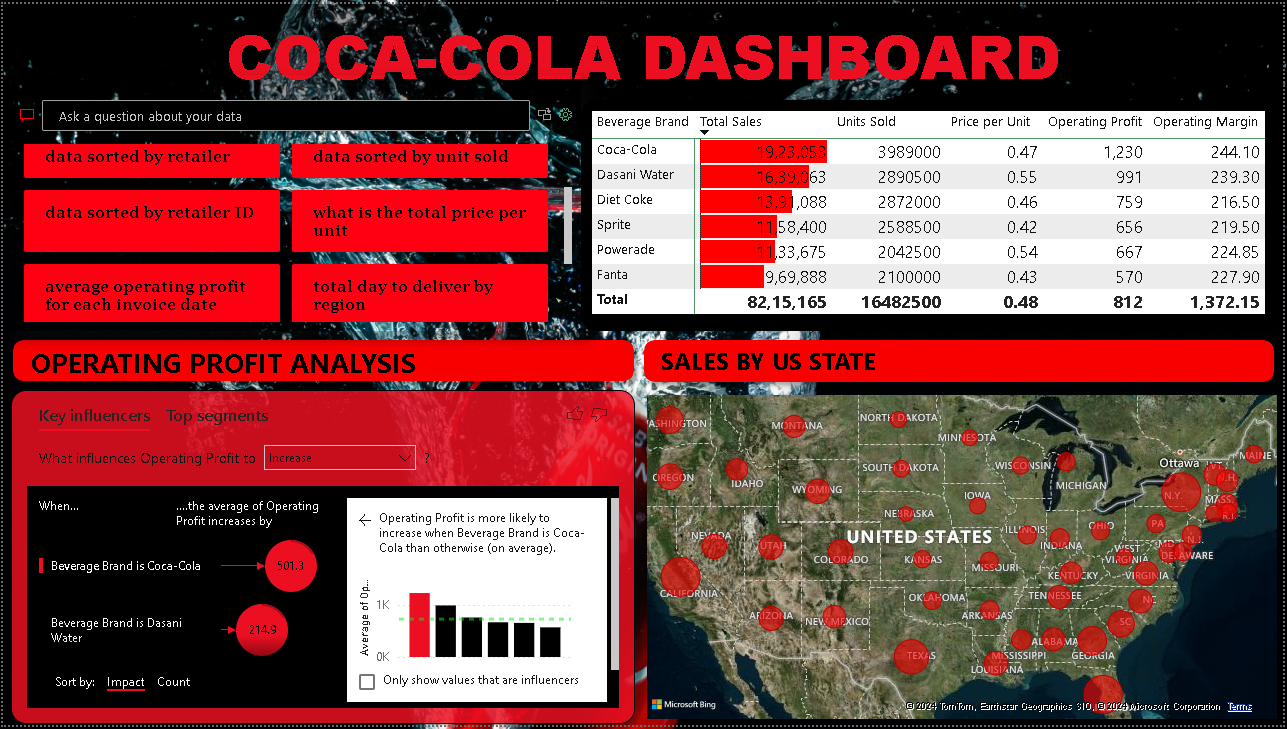 COCA-COLA DASHBOARD
Ask a question about your data
data sorted by retailer
data sorted by unit sold
data sorted by retailer ID
what is the total price per
unit
average operating profit
for each invoice date
total day to deliver by
region
Beverage Brand Total Sales Units Sold Price per Unit Operating Profit Operating Margin
Coca-Cola 19,23,053 3989000 0.47 1,230 244.10
Dasani Water 16,39,063 2890500 0.55 991 239.30
Diet Coke 13,91,088 2872000 0.46 759 216.50
Sprite 11,58,400 2588500 0.42 656 219.50
Powerade 11,33,675 2042500 0.54 667 224.85
Fanta 9,69,888 2100000 0.43 570 227.90
Total 82,15,165 16482500 0.48 812 1,372.15
OPERATING PROFIT ANALYSIS
Key influencers Top segments
What influences Operating Profit to Increase ?
When...
....the average of Operating
Profit increases by
Beverage Brand is Coca-Cola 501.3
Beverage Brand is Dasani
Water
214.9
Sort by: Impact Count
Operating Profit is more likely to
increase when Beverage Brand is Coca-
Cola than otherwise (on average).
Average of Op...
1K
0K
Only show values that are influencers
SALES BY US STATE
WASHINGTON
MONTANA
NORTH DAKOTA
MINNESOTA
OREGON
IDAHO
SOUTH DAKOTA
WISCONSIN
MICHIGAN
Ottawa
MAINE
VT.
N.H.
WYOMING
IOWA
N.Y.
MASS.
R.I.
NEBRASKA
NEVADA
UTAH
COLORADO
UNITED STATES
KANSAS
ILLINOIS
INDIANA
OHIO
PA
N.J.
MD
DELAWARE
WEST
VIRGINIA
VIRGINIA
MISSOURI
KENTUCKY
CALIFORNIA
OKLAHOMA
TENNESSEE
NC
ARIZONA
NEW MEXICO
ARKANSAS
SC
MISSISSIPPI
ALABAMA
GEORGIA
TEXAS
LOUISIANA
Microsoft Bing
© 2024 TomTom, Earthstar Geographics SIO, © 2024 Microsoft Corporation Terms